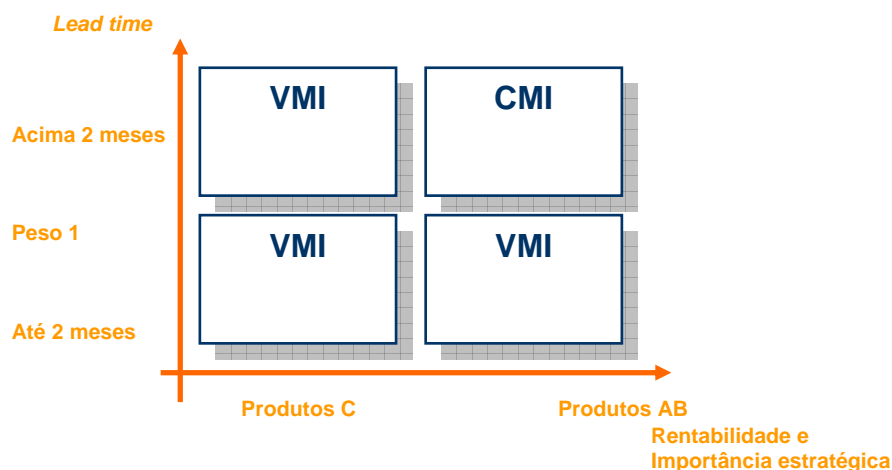 Lead time
VMI
CMI
Acima 2 meses
Peso 1
VMI
VMI
Até 2 meses
Produtos C
Produtos AB
Rentabilidade e
Importância estratégica